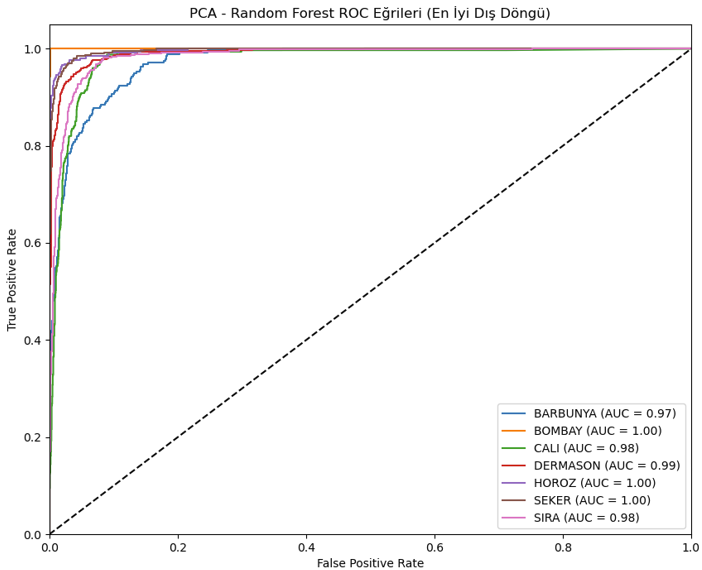 PCA - Random Forest ROC Eğrileri (En İyi Dış Döngü)
True Positive Rate
1.0
0.8
0.6
0.4
0.2
0.0
BARBUNYA (AUC = 0.97)
BOMBAY (AUC = 1.00)
CALI (AUC = 0.98)
DERMASON (AUC = 0.99)
HOROZ (AUC = 1.00)
SEKER (AUC = 1.00)
SIRA (AUC = 0.98)
0.0 0.2 0.4 0.6 0.8 1.0
False Positive Rate